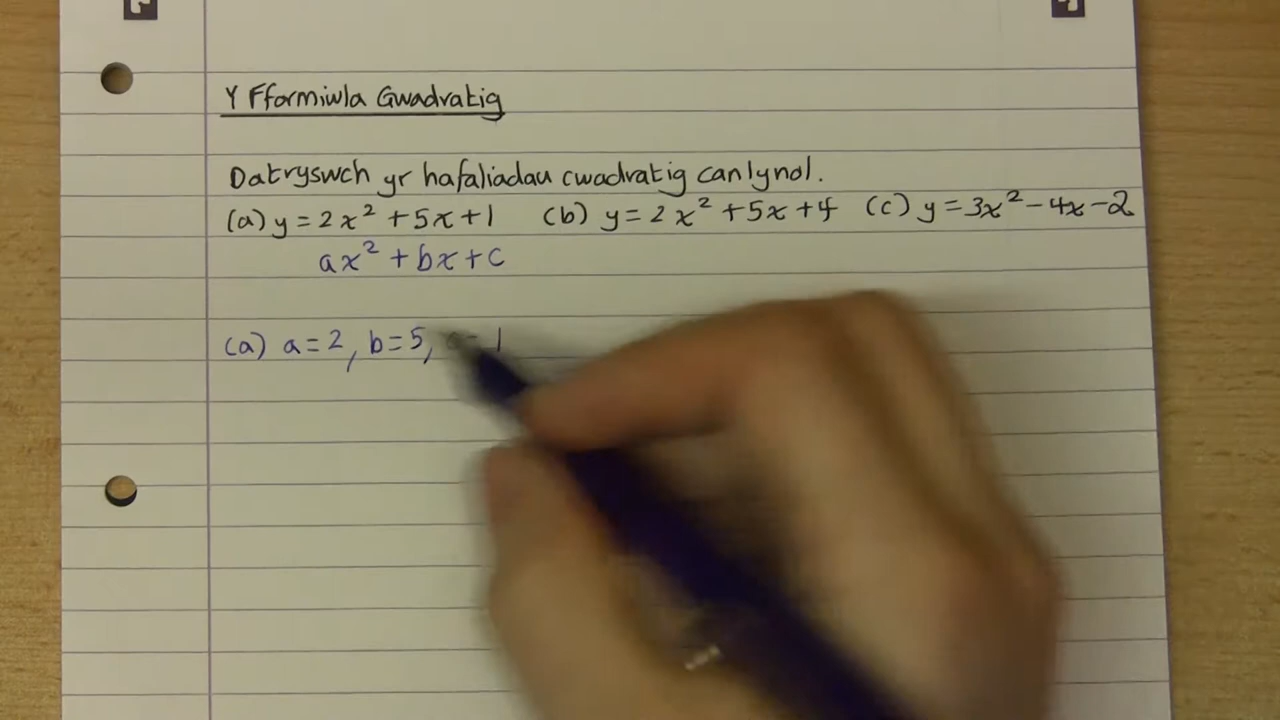 Y Fformiwla Gwadratig
Datryswch yr hafaliadau cwadratig canlynol.
(a) y = 2x² + 5x + 1 (b) y = 2x² + 5x + 4 (c) y = 3x² - 4x - 2
ax² + bx + c
(a) a = 2, b = 5, c = 1